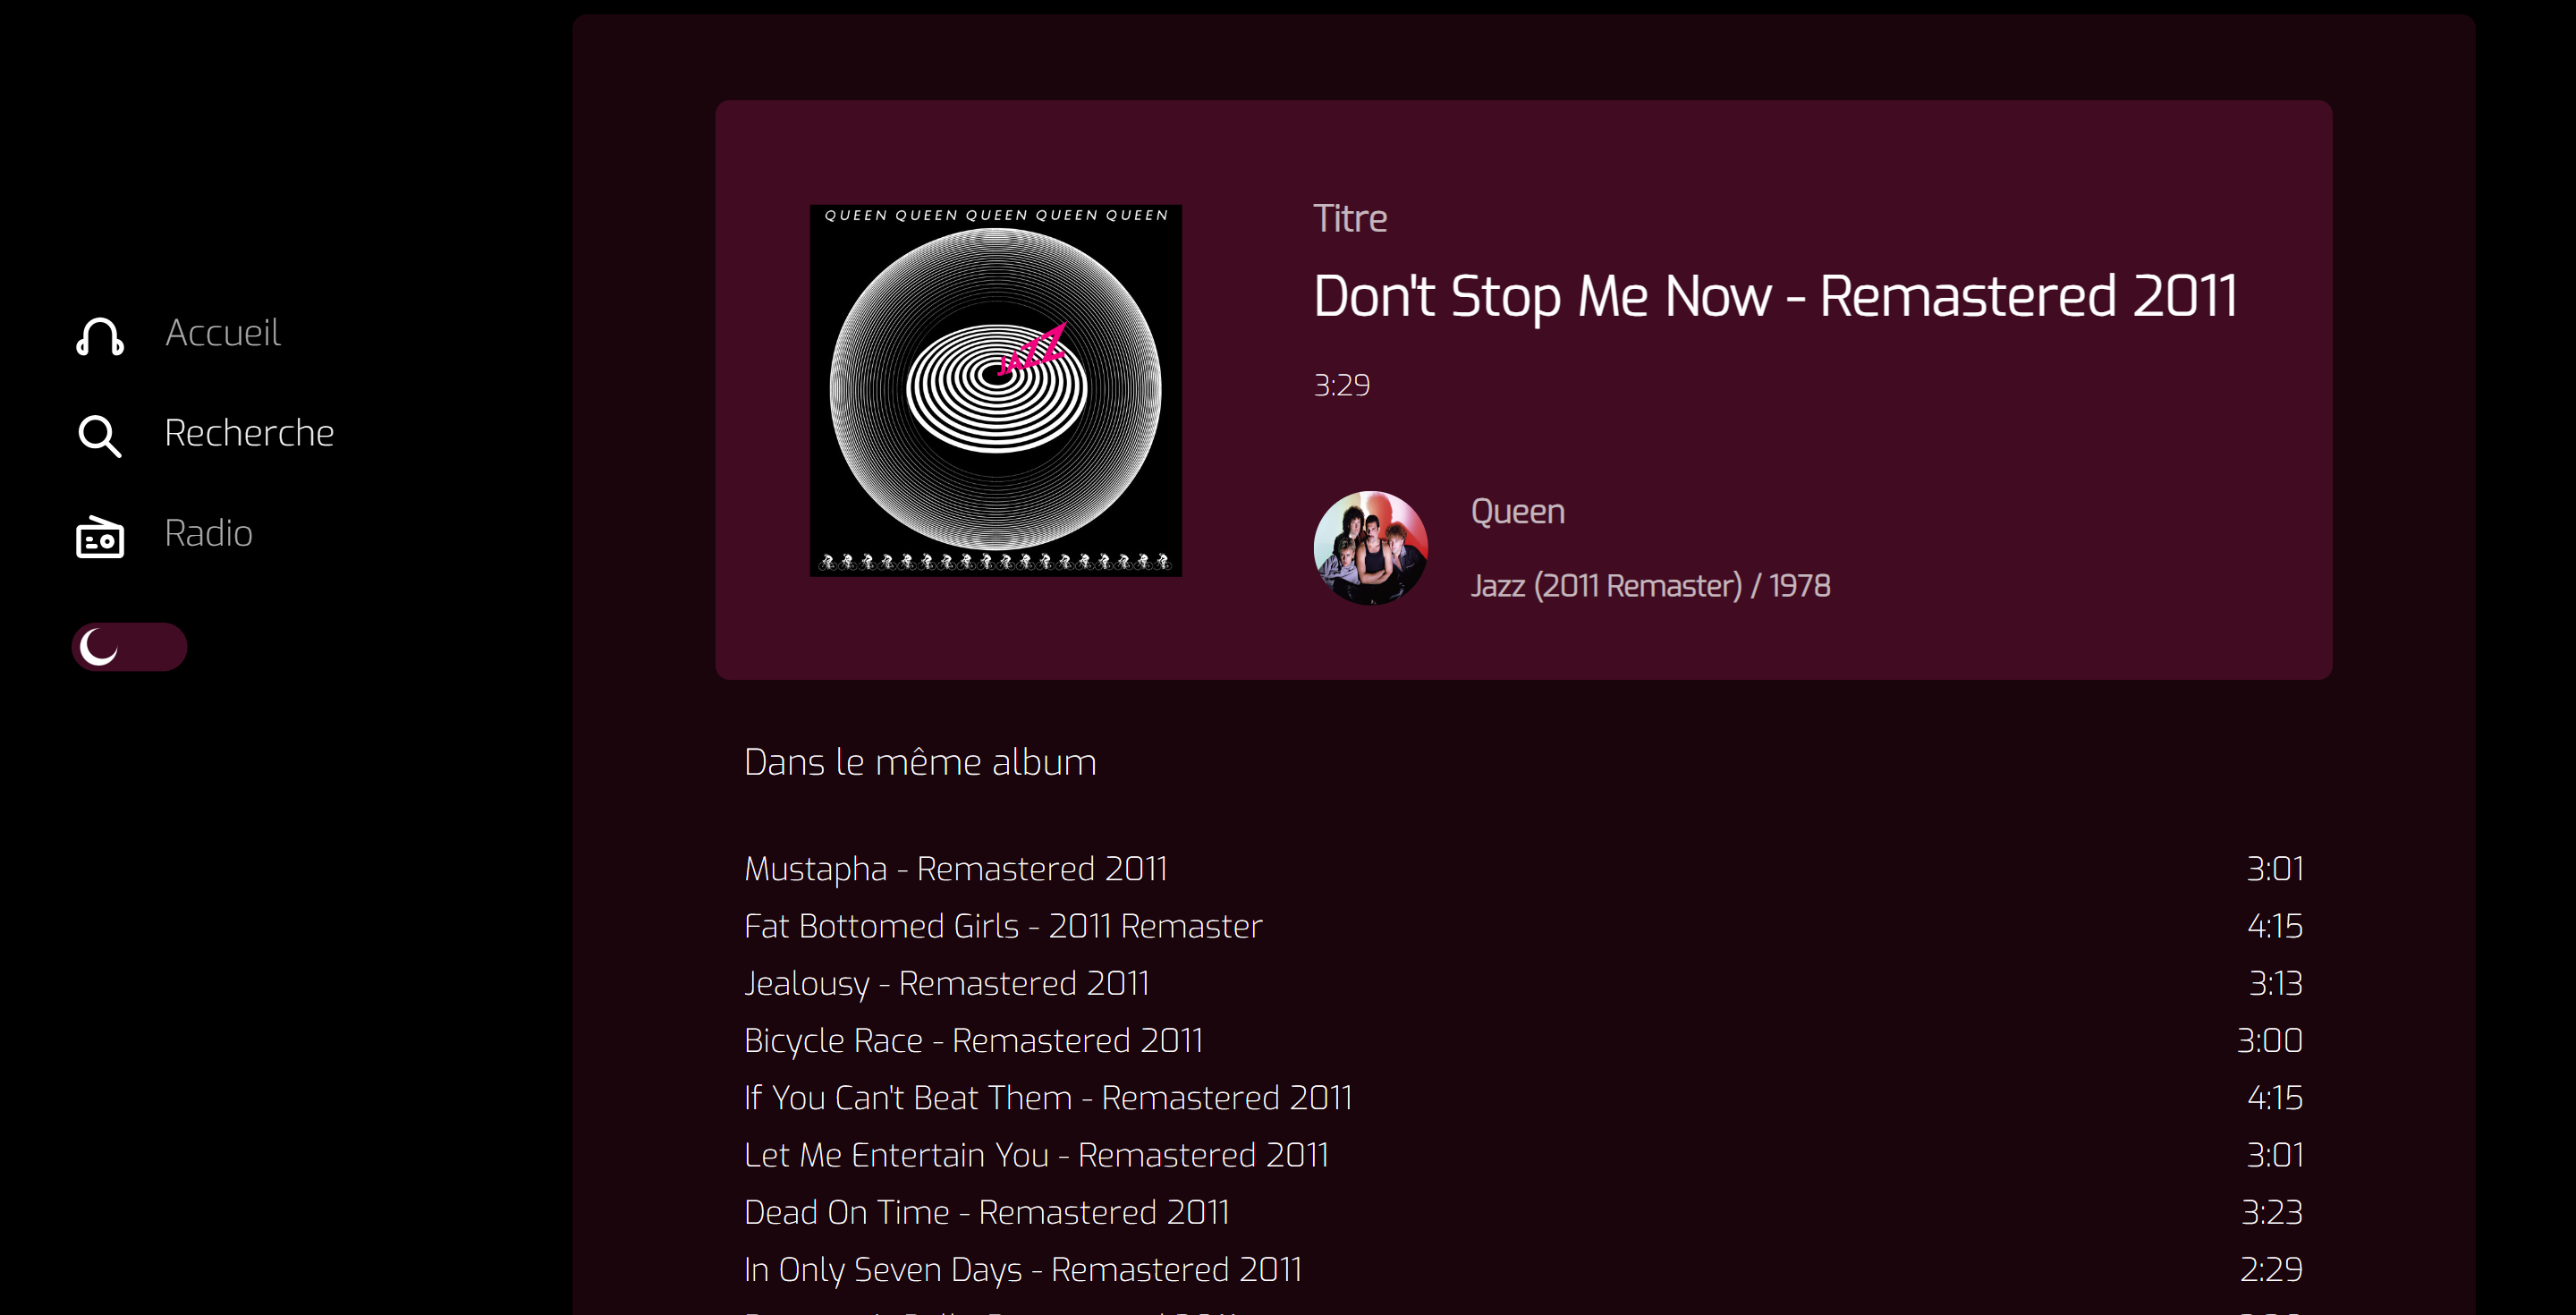 Accueil
Recherche
Radio
QUEEN QUEEN QUEEN QUEEN QUEEN
JAZZ
Titre
Don't Stop Me Now - Remastered 2011
3:29
Queen
Jazz (2011 Remaster) / 1978
Dans le même album
Mustapha - Remastered 2011 3:01
Fat Bottomed Girls - 2011 Remaster 4:15
Jealousy - Remastered 2011 3:13
Bicycle Race - Remastered 2011 3:00
If You Can't Beat Them - Remastered 2011 4:15
Let Me Entertain You - Remastered 2011 3:01
Dead On Time - Remastered 2011 3:23
In Only Seven Days - Remastered 2011 2:29